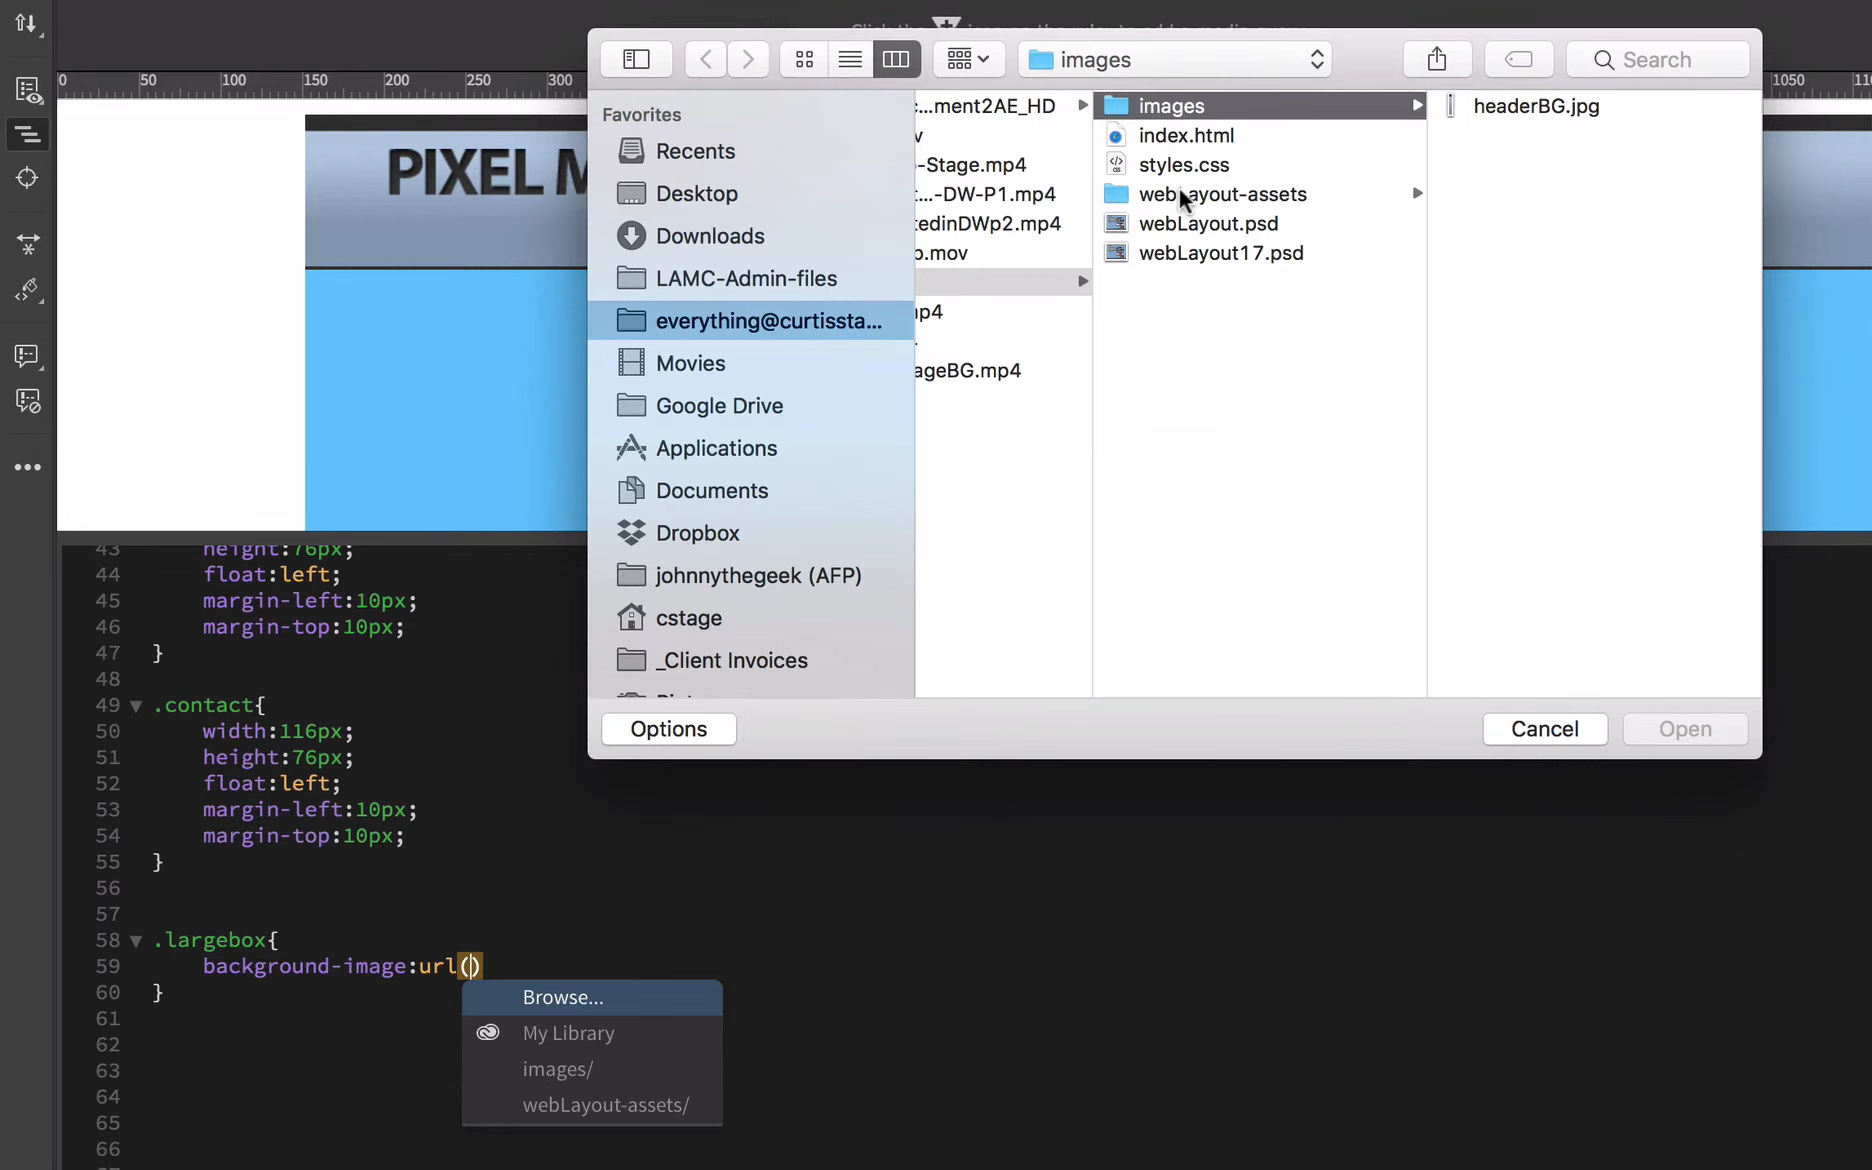 images
Search
0 50 100 150 200 250 300
1050
PIXEL M
Favorites
Recents
Desktop
Downloads
LAMC-Admin-files
everything@curtissta...
Movies
Google Drive
Applications
Documents
Dropbox
johnnythegeek (AFP)
cstage
_Client Invoices
...ment2AE_HD
-Stage.mp4
...-DW-P1.mp4
tedinDWp2.mp4
.mov
p4
ageBG.mp4
images
index.html
styles.css
webLayout-assets
webLayout.psd
webLayout17.psd
headerBG.jpg
Options
Cancel
Open
43 height:76px;
44 float:left;
45 margin-left:10px;
46 margin-top:10px;
47 }
48
49 .contact{
50 width:116px;
51 height:76px;
52 float:left;
53 margin-left:10px;
54 margin-top:10px;
55 }
56
57
58 .largebox{
59 background-image:url()
60 }
61
62
63
64
65
66
Browse...
My Library
images/
webLayout-assets/